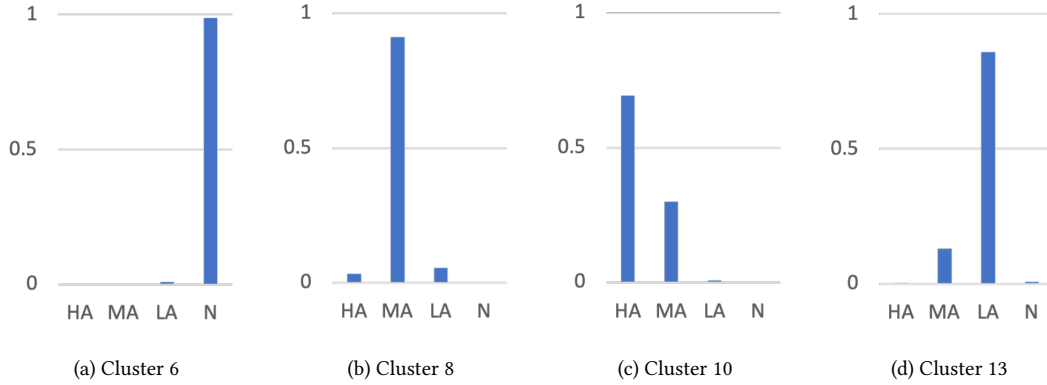 1
0.5
0
HA MA LA N
(a) Cluster 6
1
0.5
0
HA MA LA N
(b) Cluster 8
1
0.5
0
HA MA LA N
(c) Cluster 10
1
0.5
0
HA MA LA N
(d) Cluster 13